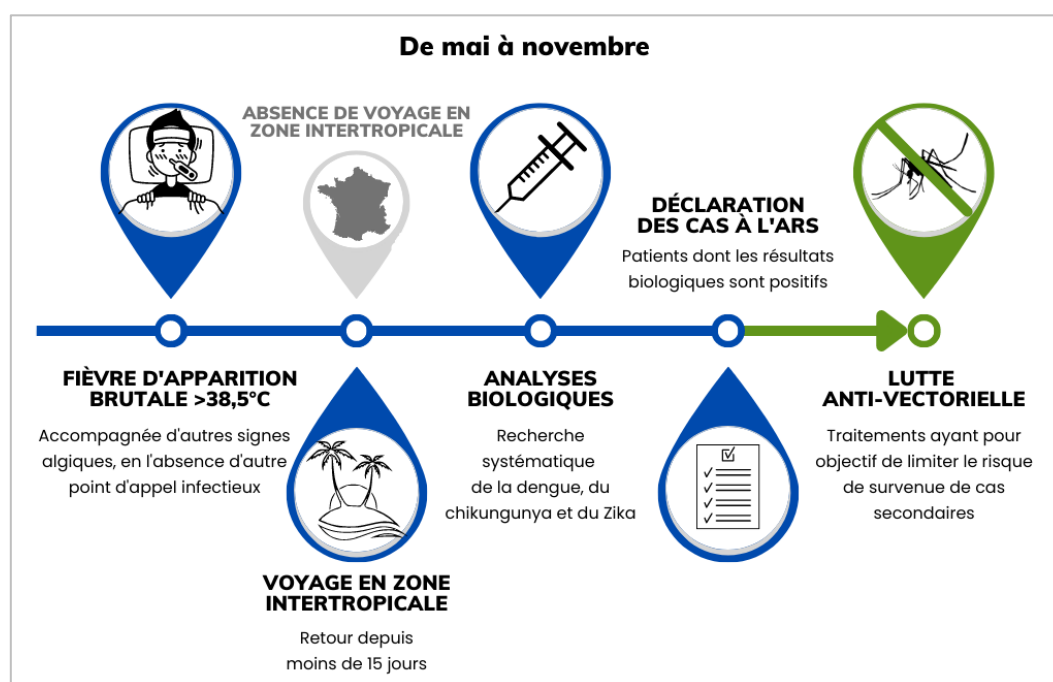 De mai à novembre
ABSENCE DE VOYAGE EN
ZONE INTERTROPICALE
DÉCLARATION
DES CAS À L'ARS
Patients dont les résultats
biologiques sont positifs
FIÈVRE D'APPARITION
BRUTALE >38,5°C
Accompagnée d'autres signes
algiques, en l'absence d'autre
point d'appel infectieux
VOYAGE EN ZONE
INTERTROPICALE
Retour depuis
moins de 15 jours
ANALYSES
BIOLOGIQUES
Recherche
systématique
de la dengue, du
chikungunya et du Zika
LUTTE
ANTI-VECTORIELLE
Traitements ayant pour
objectif de limiter le risque
de survenue de cas
secondaires